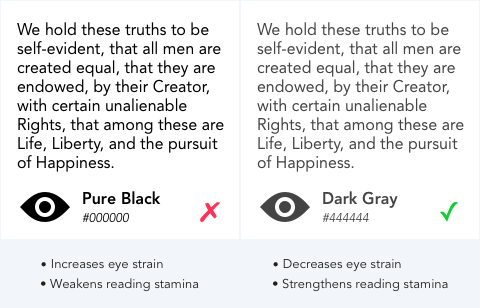 We hold these truths to be
self-evident, that all men are
created equal, that they are
endowed, by their Creator,
with certain unalienable
Rights, that among these are
Life, Liberty, and the pursuit
of Happiness.
Pure Black
#000000
• Increases eye strain
• Weakens reading stamina
We hold these truths to be
self-evident, that all men are
created equal, that they are
endowed, by their Creator,
with certain unalienable
Rights, that among these are
Life, Liberty, and the pursuit
of Happiness.
Dark Gray
#444444
• Decreases eye strain
• Strengthens reading stamina